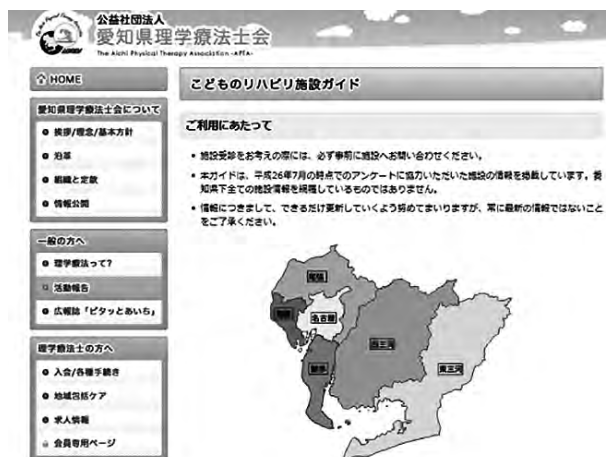 公益社団法人
愛知県理学療法士会
The Aichi Physical Therapy Association -APTA-
HOME
愛知県理学療法士会について
挨拶/理念/基本方針
沿革
組織と定款
情報公開
一般の方へ
理学療法って?
活動報告
広報誌「ピタッとあいち」
理学療法士の方へ
入会/各種手続き
地域包括ケア
求人情報
会員専用ページ
こどものリハビリ施設ガイド
ご利用にあたって
• 施設受診をお考えの際には、必ず事前に施設へお問い合わせください。
• 本ガイドは、平成26年7月の時点でのアンケートに協力いただいた施設の情報を掲載しています。愛
知県下全ての施設情報を網羅しているものではありません。
• 情報につきまして、できるだけ更新していくよう努めてまいりますが、常に最新の情報ではないこと
をご了承ください。
尾張
名古屋
西三河
東三河
知多